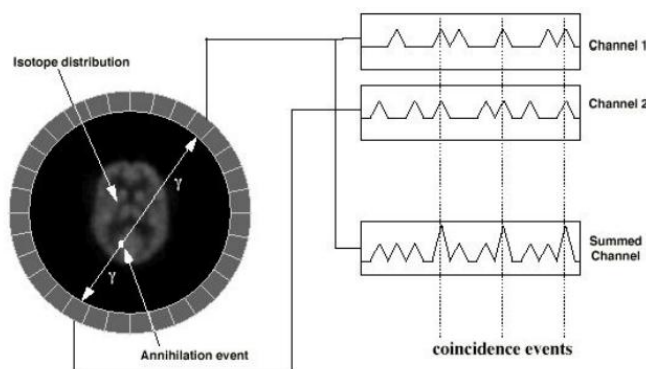 Isotope distribution
γ
γ
Annihilation event
Channel 1
Channel 2
Summed
Channel
coincidence events